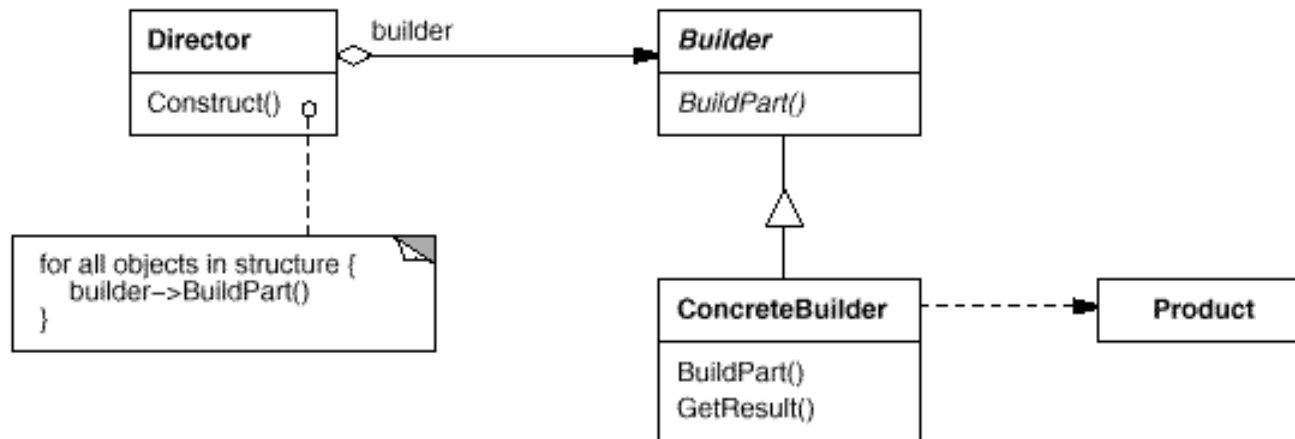 Director
builder
Builder
Construct()
BuildPart()
for all objects in structure {
builder–>BuildPart()
}
ConcreteBuilder
Product
BuildPart()
GetResult()